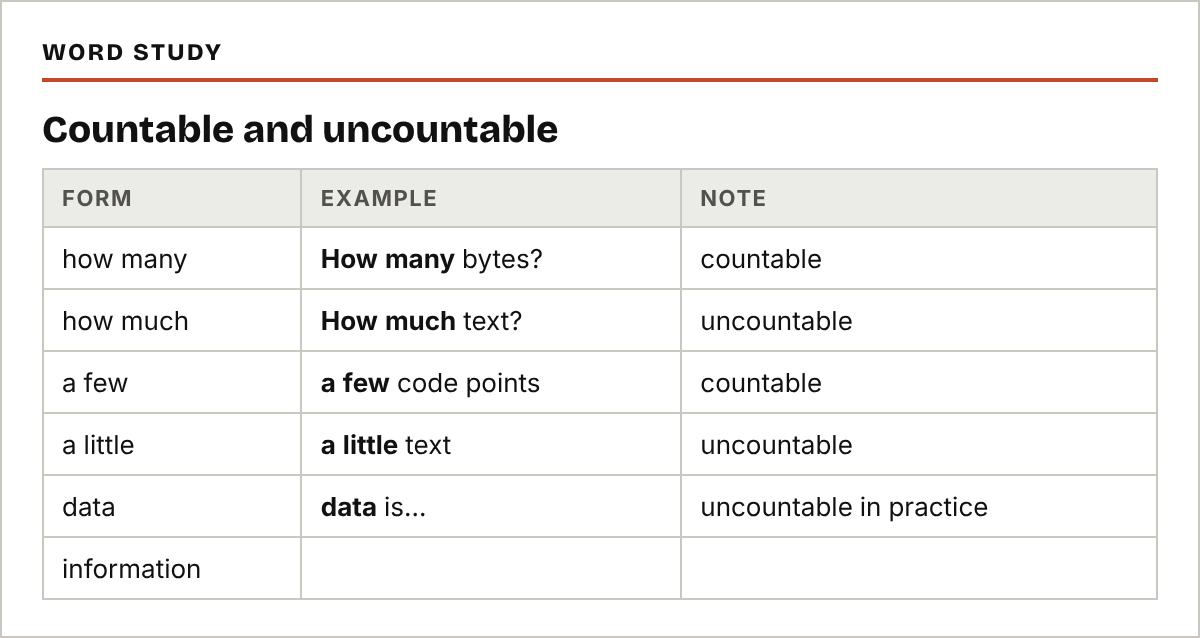 WORD STUDY
Countable and uncountable
FORM EXAMPLE NOTE
how many How many bytes? countable
how much How much text? uncountable
a few a few code points countable
a little a little text uncountable
data data is... uncountable in practice
information